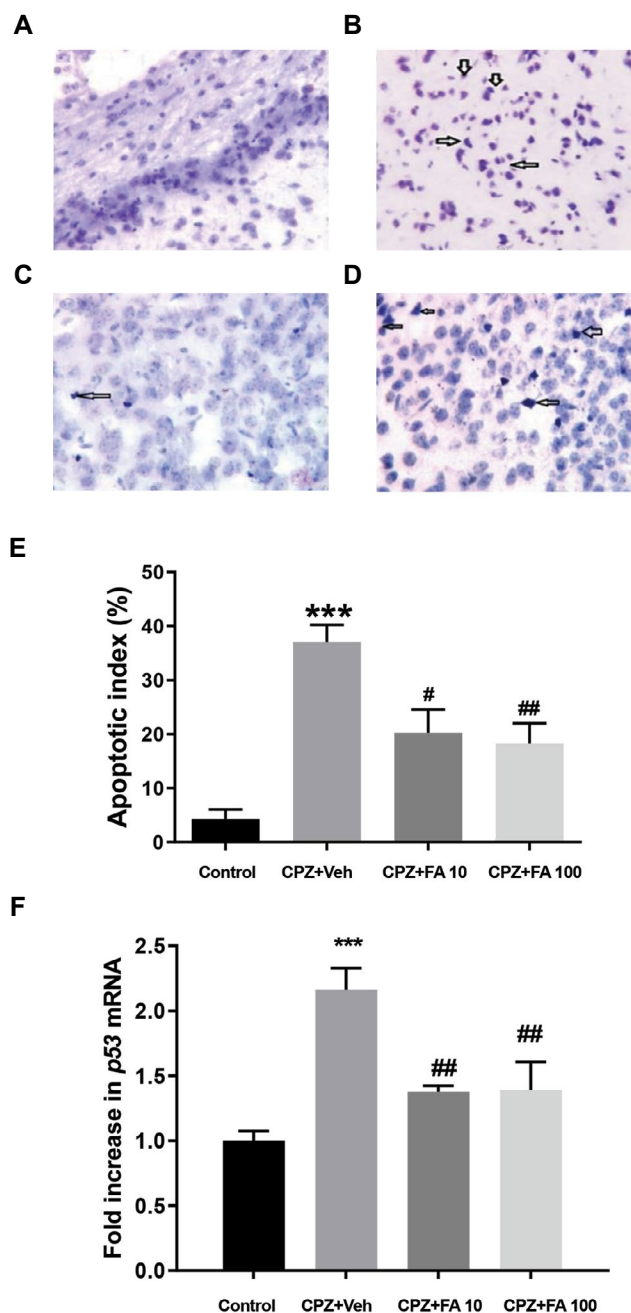 A
B
C
D
E
Apoptotic index (%)
50
40
30
20
10
0
***
#
##
Control
CPZ+Veh
CPZ+FA 10
CPZ+FA 100
F
Fold increase in p53 mRNA
2.5
2.0
1.5
1.0
0.5
0.0
***
##
##
Control
CPZ+Veh
CPZ+FA 10
CPZ+FA 100